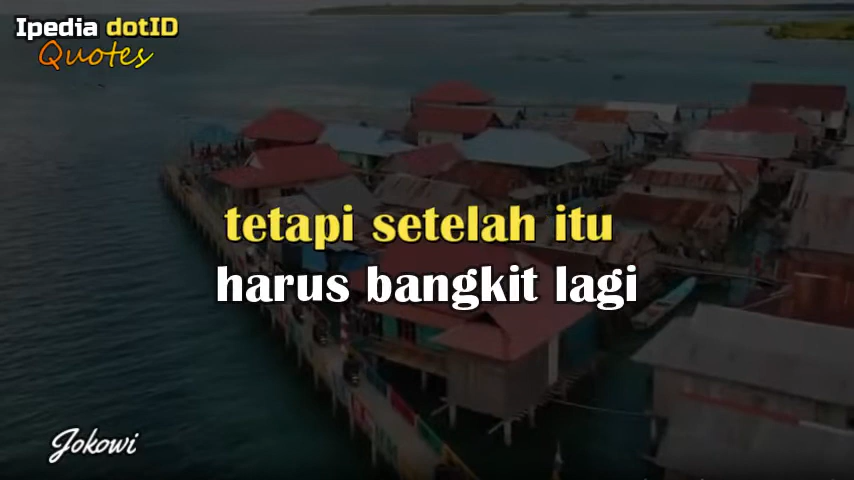 Ipedia dotID
Quotes
tetapi setelah itu
harus bangkit lagi
Jokowi